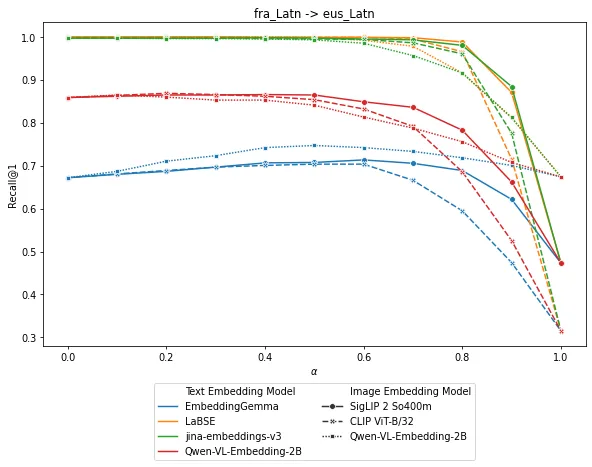 fra_Latn -> eus_Latn
Recall@1
1.0
0.9
0.8
0.7
0.6
0.5
0.4
0.3
0.0
0.2
0.4
0.6
0.8
1.0
α
Text Embedding Model
EmbeddingGemma
LaBSE
jina-embeddings-v3
Qwen-VL-Embedding-2B
Image Embedding Model
SigLIP 2 So400m
CLIP ViT-B/32
Qwen-VL-Embedding-2B